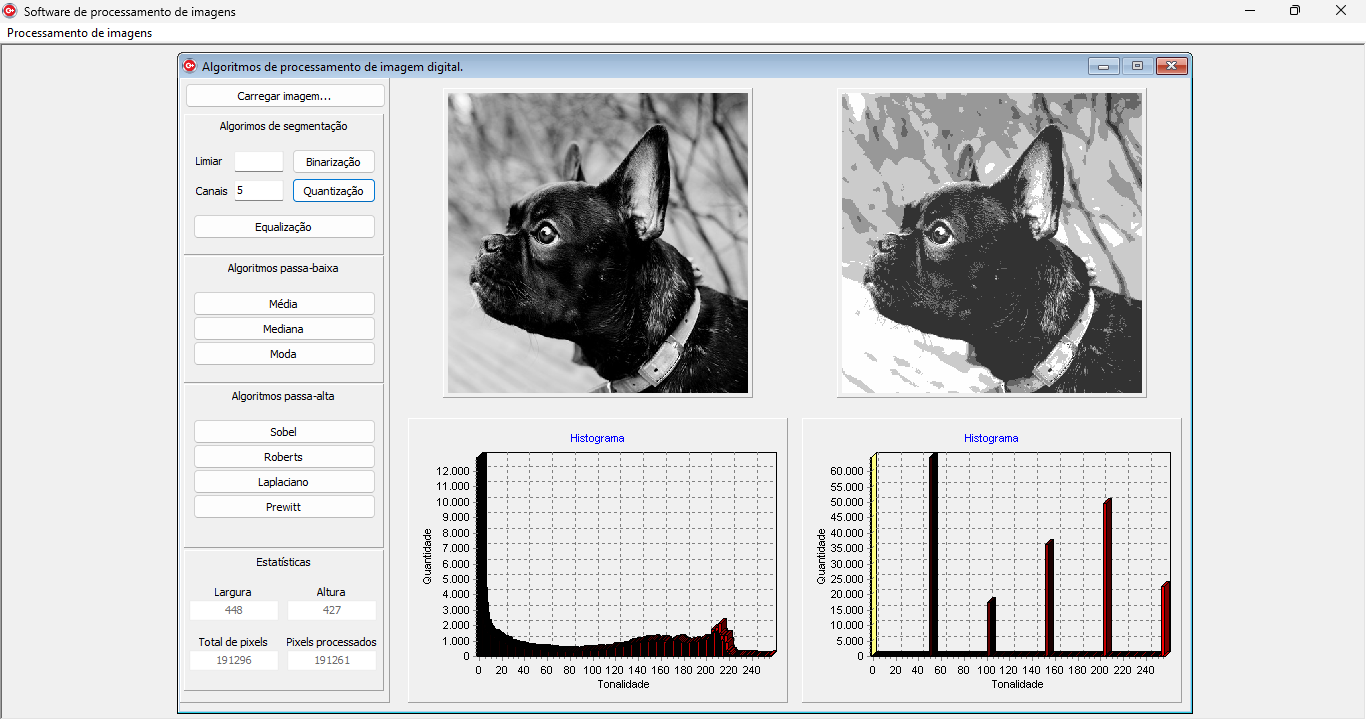 Software de processamento de imagens
Processamento de imagens
Algoritmos de processamento de imagem digital.
Carregar imagem...
Algorimos de segmentação
Limiar
Binarização
Canais 5
Quantização
Equalização
Algoritmos passa-baixa
Média
Mediana
Moda
Algoritmos passa-alta
Sobel
Roberts
Laplaciano
Prewitt
Estatísticas
Largura Altura
448 427
Total de pixels Pixels processados
191296 191261
Histograma
Quantidade
12.000
11.000
10.000
9.000
8.000
7.000
6.000
5.000
4.000
3.000
2.000
1.000
0
0 20 40 60 80 100 120 140 160 180 200 220 240
Tonalidade
Histograma
Quantidade
60.000
55.000
50.000
45.000
40.000
35.000
30.000
25.000
20.000
15.000
10.000
5.000
0
0 20 40 60 80 100 120 140 160 180 200 220 240
Tonalidade